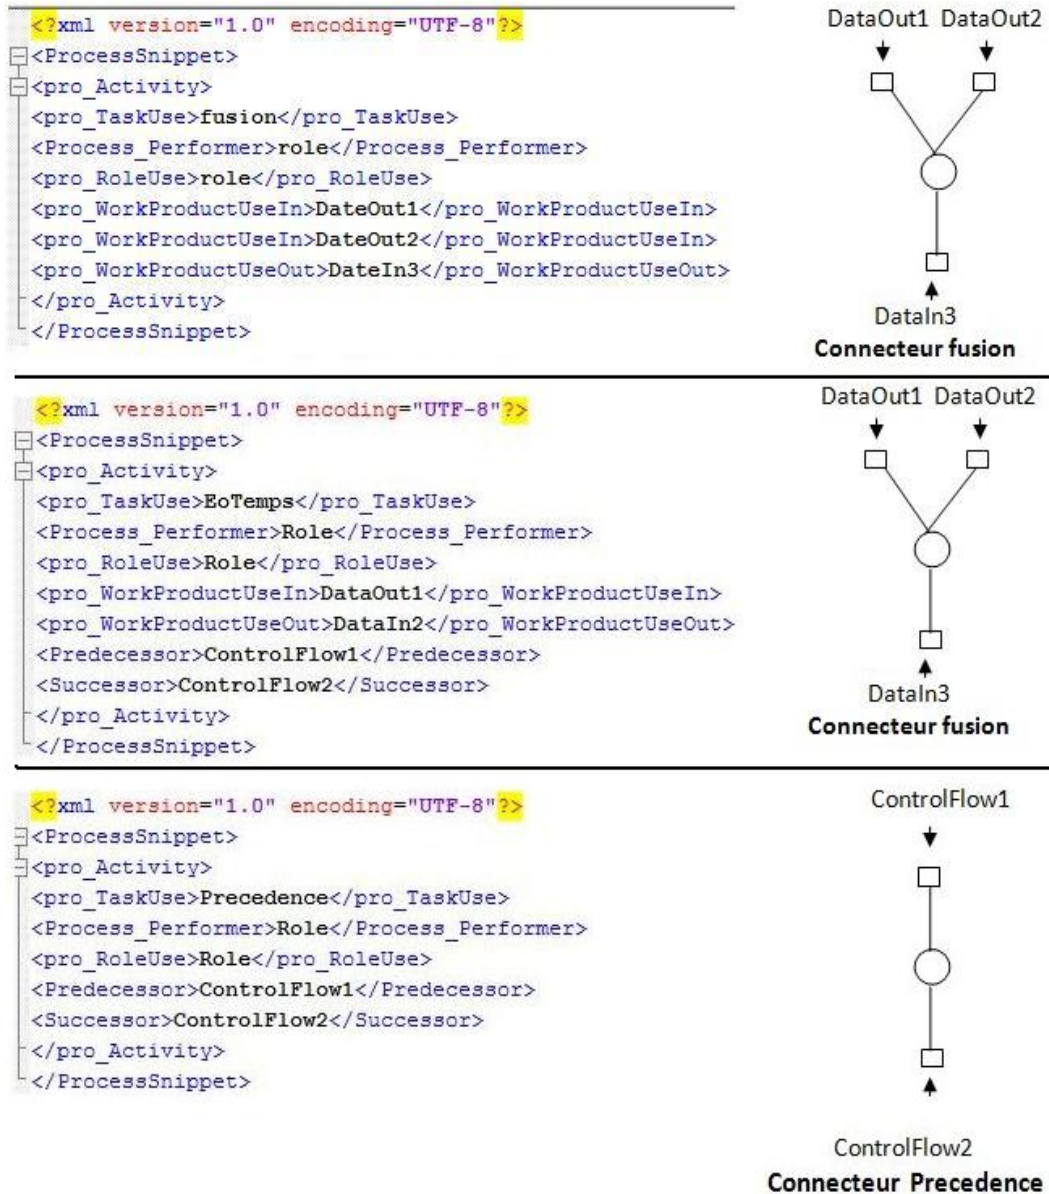 <?xml version="1.0" encoding="UTF-8"?>
<ProcessSnippet>
<pro_Activity>
<pro_TaskUse>fusion</pro_TaskUse>
<Process_Performer>role</Process_Performer>
<pro_RoleUse>role</pro_RoleUse>
<pro_WorkProductUseIn>DateOut1</pro_WorkProductUseIn>
<pro_WorkProductUseIn>DateOut2</pro_WorkProductUseIn>
<pro_WorkProductUseOut>DateIn3</pro_WorkProductUseOut>
</pro_Activity>
</ProcessSnippet>
DataOut1 DataOut2
DataIn3
Connecteur fusion
<?xml version="1.0" encoding="UTF-8"?>
<ProcessSnippet>
<pro_Activity>
<pro_TaskUse>EoTemps</pro_TaskUse>
<Process_Performer>Role</Process_Performer>
<pro_RoleUse>Role</pro_RoleUse>
<pro_WorkProductUseIn>DataOut1</pro_WorkProductUseIn>
<pro_WorkProductUseOut>DataIn2</pro_WorkProductUseOut>
<Predecessor>ControlFlow1</Predecessor>
<Successor>ControlFlow2</Successor>
</pro_Activity>
</ProcessSnippet>
DataOut1 DataOut2
DataIn3
Connecteur fusion
<?xml version="1.0" encoding="UTF-8"?>
<ProcessSnippet>
<pro_Activity>
<pro_TaskUse>Precedence</pro_TaskUse>
<Process_Performer>Role</Process_Performer>
<pro_RoleUse>Role</pro_RoleUse>
<Predecessor>ControlFlow1</Predecessor>
<Successor>ControlFlow2</Successor>
</pro_Activity>
</ProcessSnippet>
ControlFlow1
ControlFlow2
Connecteur Precedence